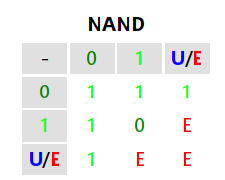 NAND
- 0 1 U/E
0 1 1 1
1 1 0 E
U/E 1 E E